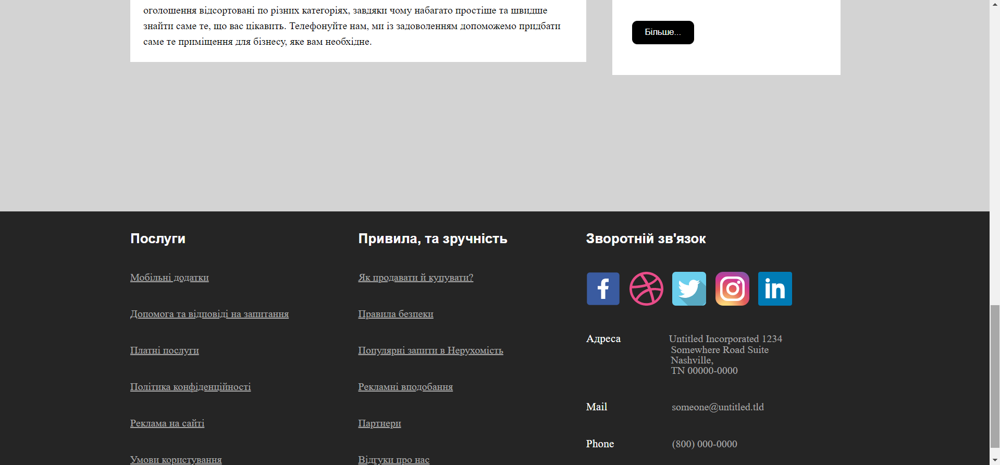 оголошення відсортовані по різних категоріях, завдяки чому набагато простіше та швидше
знайти саме те, що вас цікавить. Телефонуйте нам, ми із задоволенням допоможемо придбати
саме те приміщення для бізнесу, яке вам необхідне.
Більше...
Послуги
Мобільні додатки
Допомога та відповіді на запитання
Платні послуги
Політика конфіденційності
Реклама на сайті
Умови користування
Привила, та зручність
Як продавати й купувати?
Правила безпеки
Популярні запити в Нерухомість
Рекламні вподобання
Партнери
Відгуки про нас
Зворотній зв'язок
f
in
Адреса
Untitled Incorporated 1234
Somewhere Road Suite
Nashville,
TN 00000-0000
Mail
someone@untitled.tld
Phone
(800) 000-0000